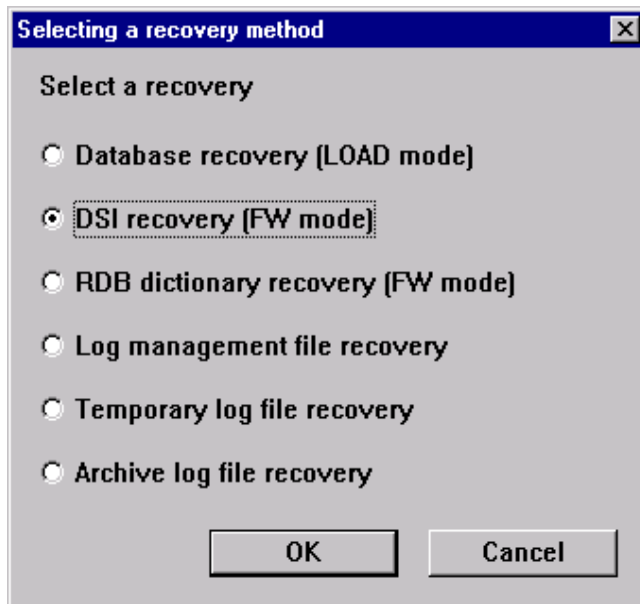 Selecting a recovery method
Select a recovery
Database recovery (LOAD mode)
DSI recovery (FW mode)
RDB dictionary recovery (FW mode)
Log management file recovery
Temporary log file recovery
Archive log file recovery
OK Cancel